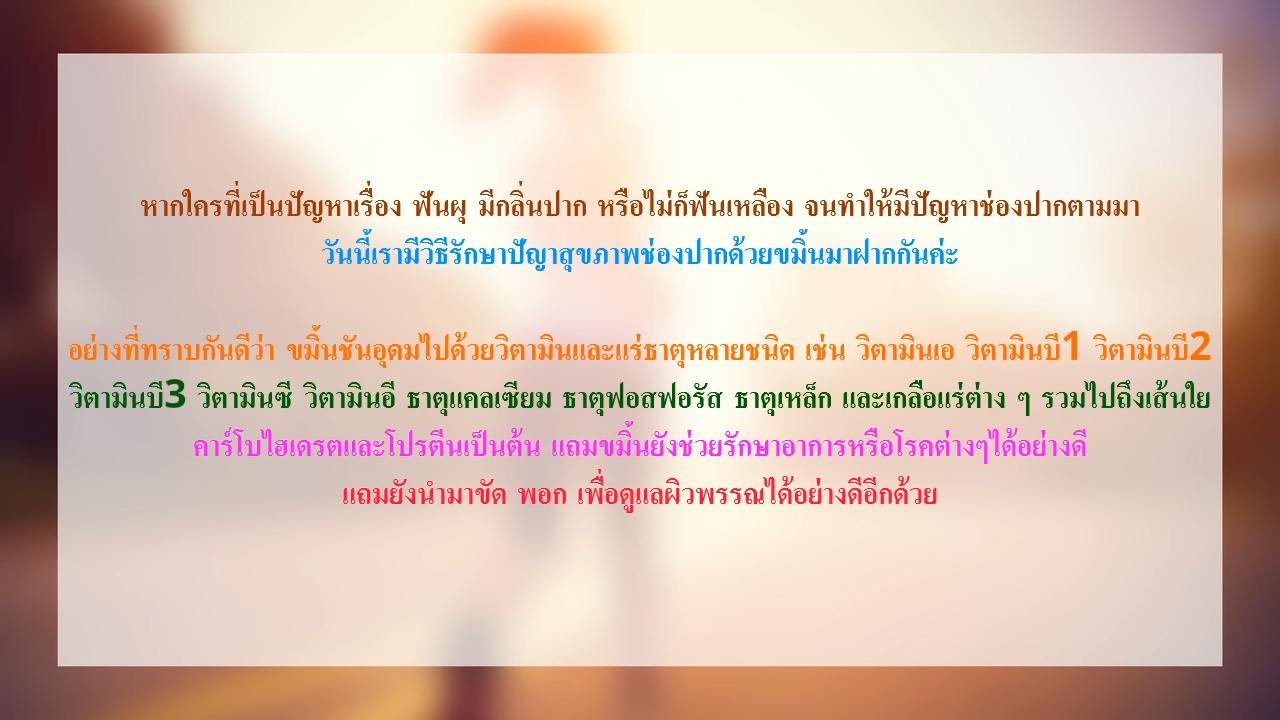 หากใครที่เป็นปัญหาเรื่อง ฟันผุ มีกลิ่นปาก หรือไม่ก็ฟันเหลือง จนทำให้มีปัญหาช่องปากตามมา
วันนี้เรามีวิธีรักษาปัญาสุขภาพช่องปากด้วยขมิ้นมาฝากกันค่ะ
อย่างที่ทราบกันดีว่า ขมิ้นชันอุดมไปด้วยวิตามินและแร่ธาตุหลายชนิด เช่น วิตามินเอ วิตามินบี1 วิตามินบี2
วิตามินบี3 วิตามินซี วิตามินอี ธาตุแคลเซียม ธาตุฟอสฟอรัส ธาตุเหล็ก และเกลือแร่ต่าง ๆ รวมไปถึงเส้นใย
คาร์โบไฮเดรตและโปรตีนเป็นต้น แถมขมิ้นยังช่วยรักษาอาการหรือโรคต่างๆได้อย่างดี
แถมยังนำมาขัด พอก เพื่อดูแลผิวพรรณได้อย่างดีอีกด้วย